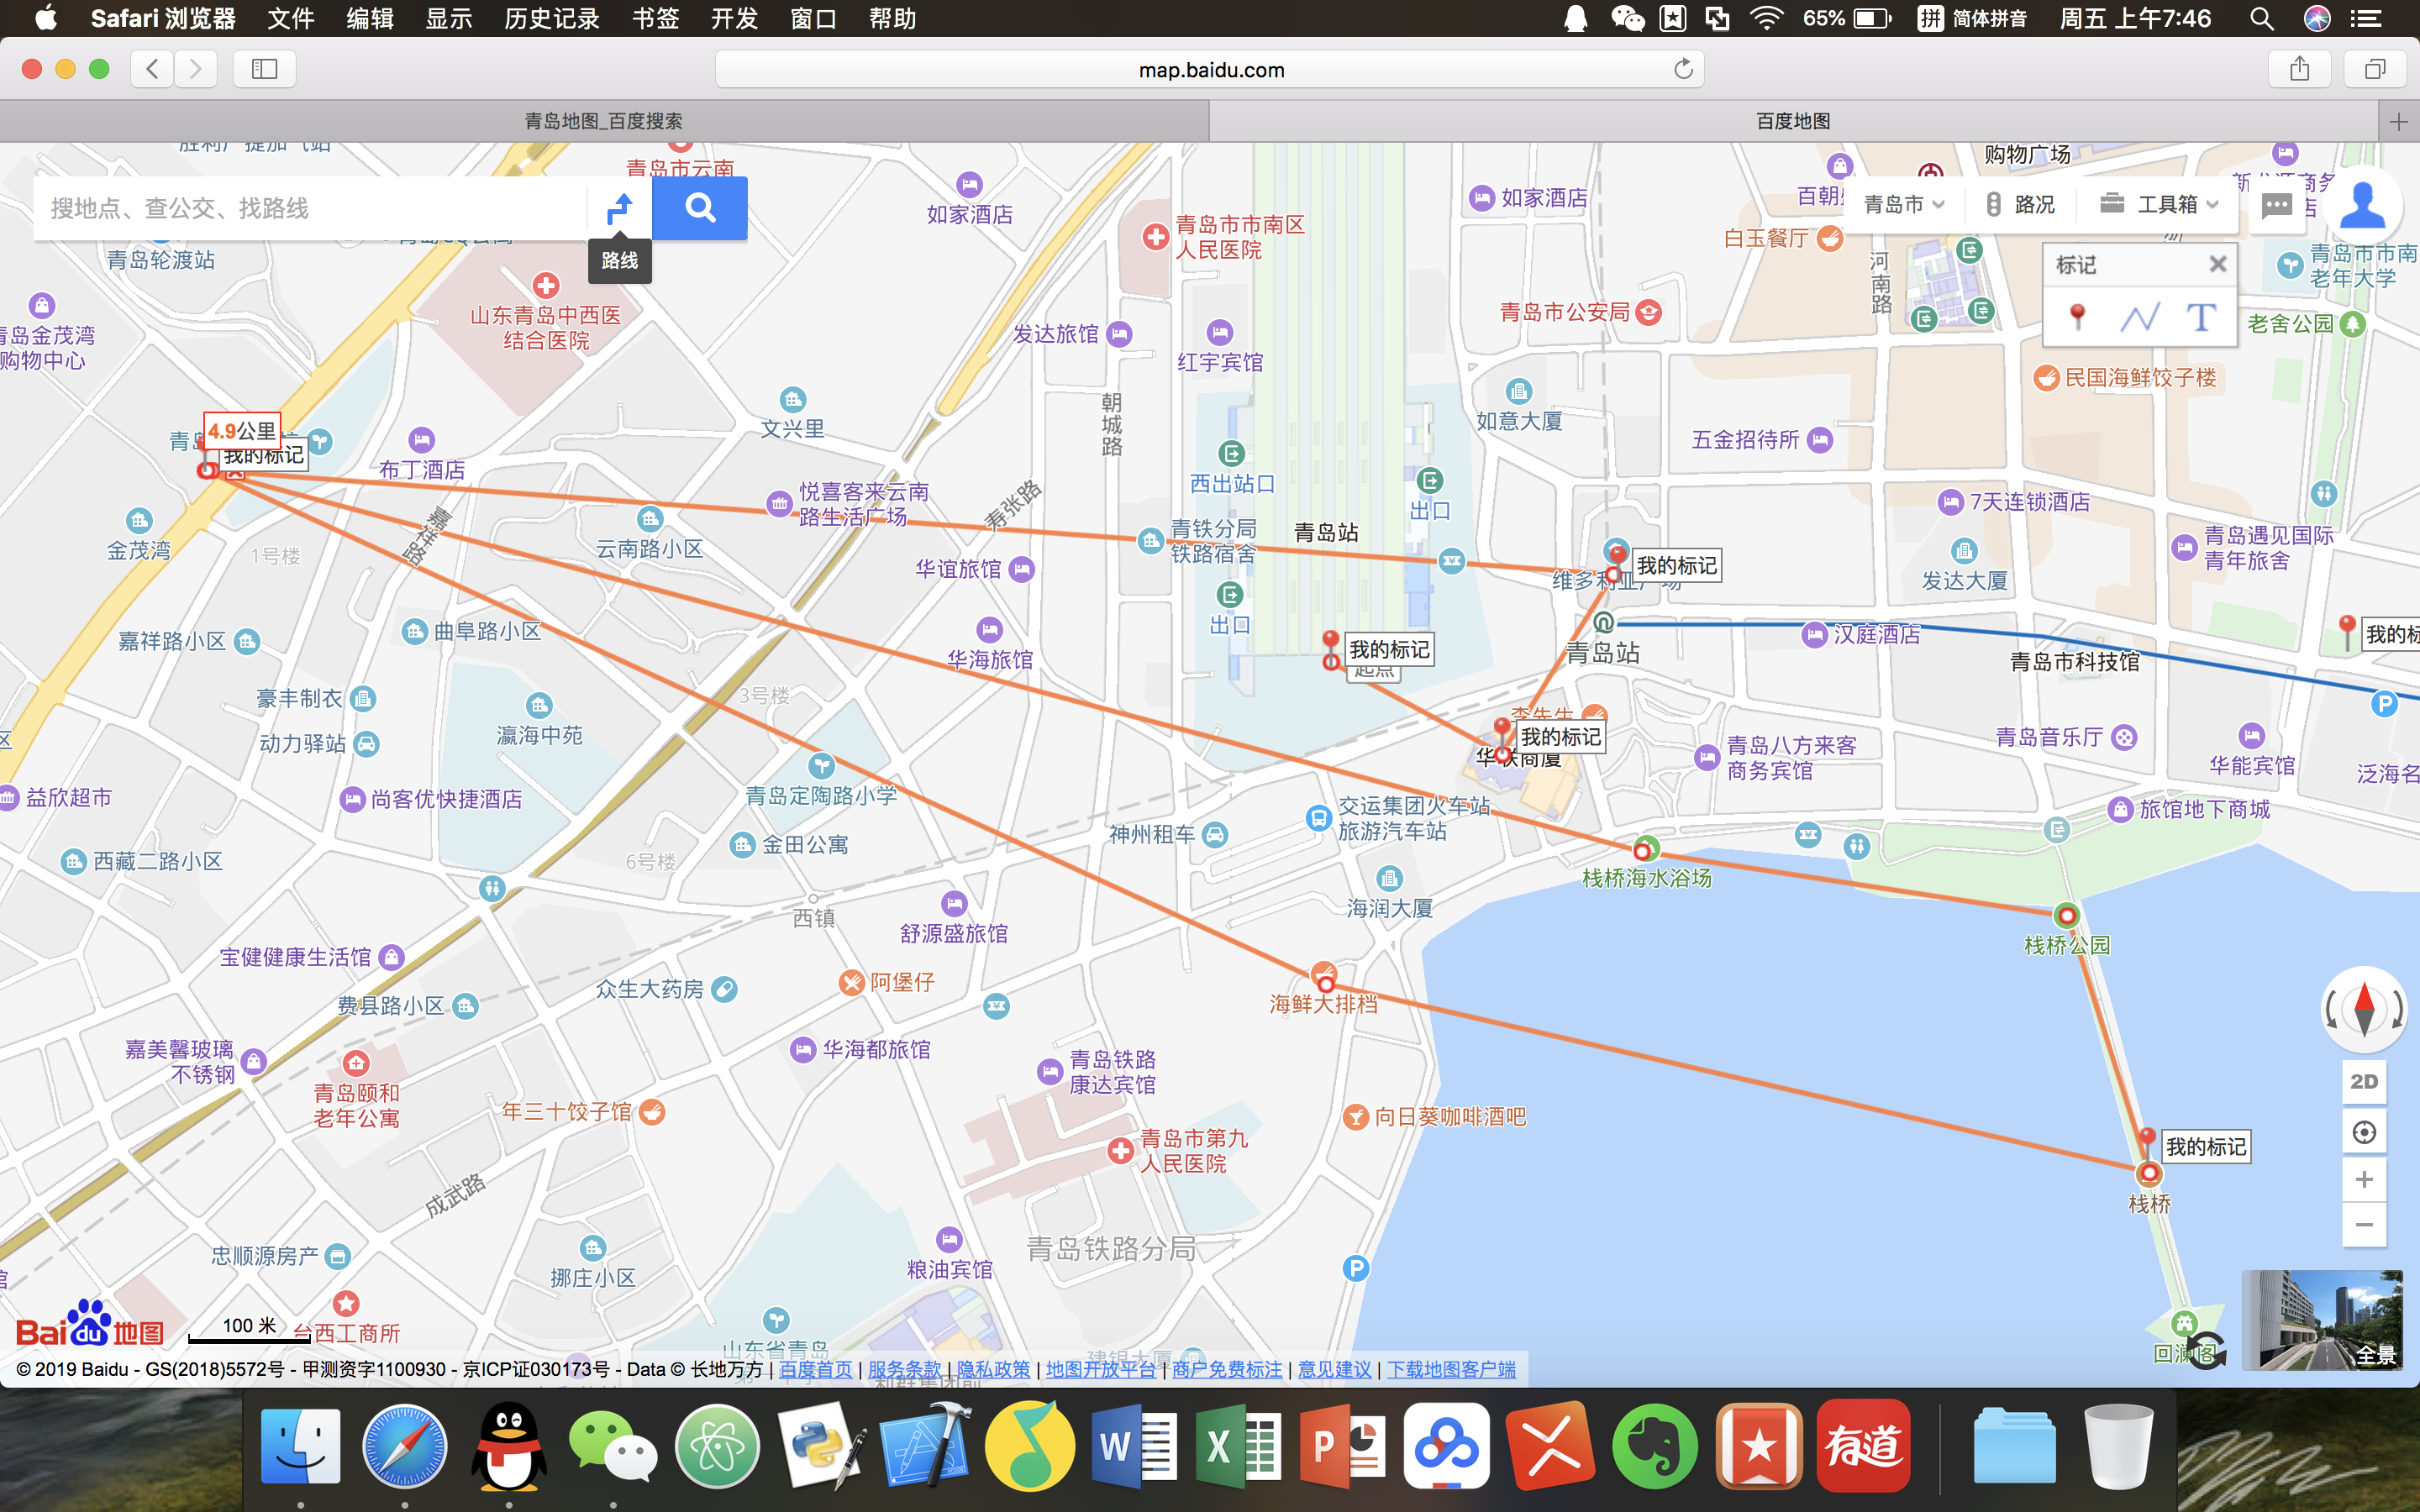 Safari 浏览器 文件 编辑 显示 历史记录 书签 开发 窗口 帮助
65% 拼 简体拼音 周五 上午7:46
map.baidu.com
青岛地图_百度搜索
百度地图
搜地点、查公交、找路线
路线
青岛市云南
如家酒店
青岛市市南区
人民医院
如家酒店
购物广场
青岛市
路况
工具箱
标记
T
白玉餐厅
河南路
青岛市市南
老年大学
老舍公园
青岛轮渡站
山东青岛中西医
结合医院
青岛市公安局
发达旅馆
红宇宾馆
青岛金茂湾
购物中心
民国海鲜饺子楼
朝城路
文兴里
如意大厦
五金招待所
4.9公里
我的标记
布丁酒店
西出站口
出口
悦喜客来云南
路生活广场
寿张路
7天连锁酒店
青铁分局
铁路宿舍
青岛站
嘉祥路
金茂湾
1号楼
云南路小区
青岛遇见国际
青年旅舍
华谊旅馆
我的标记
发达大厦
出口
嘉祥路小区
曲阜路小区
华海旅馆
我的标记
起点
青岛站
汉庭酒店
青岛市科技馆
我的标
豪丰制衣
3号楼
瀛海中苑
动力驿站
李先生
我的标记
华联商厦
青岛八方来客
商务宾馆
青岛音乐厅
华能宾馆
益欣超市
尚客优快捷酒店
青岛定陶路小学
交运集团火车站
旅游汽车站
旅馆地下商城
神州租车
金田公寓
西藏二路小区
6号楼
栈桥海水浴场
海润大厦
西镇
舒源盛旅馆
栈桥公园
宝健健康生活馆
众生大药房
阿堡仔
费县路小区
海鲜大排档
嘉美馨玻璃
不锈钢
华海都旅馆
青岛铁路
康达宾馆
青岛颐和
老年公寓
年三十饺子馆
向日葵咖啡酒吧
2D
青岛市第九
人民医院
我的标记
栈桥
成武路
青岛铁路分局
忠顺源房产
挪庄小区
粮油宾馆
P
台西工商所
山东省青岛
回澜阁
全景
Bai du 地图
100 米
© 2019 Baidu - GS(2018)5572号 - 甲测资字1100930 - 京ICP证030173号 - Data © 长地万方 | 百度首页 | 服务条款 | 隐私政策 | 地图开放平台 | 商户免费标注 | 意见建议 | 下载地图客户端
W X P 有道